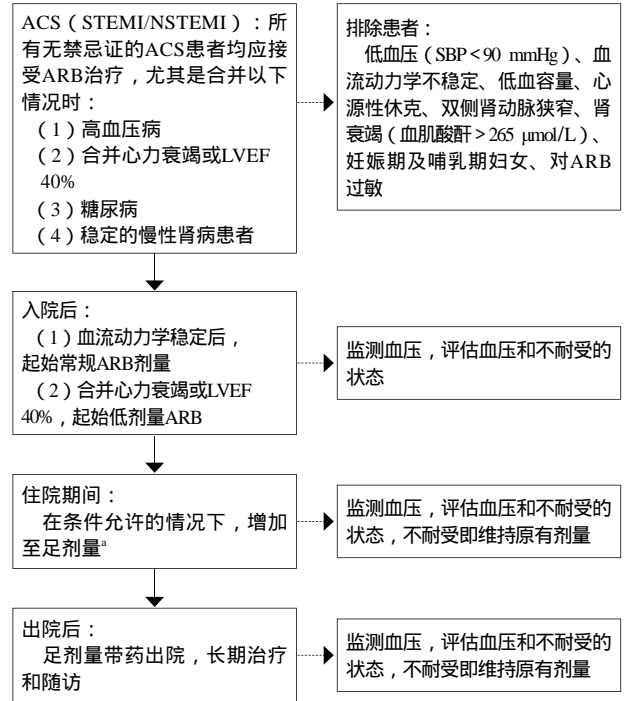 ACS（STEMI/NSTEMI）：所
有无禁忌证的ACS患者均应接
受ARB治疗，尤其是合并以下
情况时：
（1）高血压病
（2）合并心力衰竭或LVEF
40%
（3）糖尿病
（4）稳定的慢性肾病患者
排除患者：
低血压（SBP<90 mmHg）、血
流动力学不稳定、低血容量、心
源性休克、双侧肾动脉狭窄、肾
衰竭（血肌酸酐>265 μmol/L）、
妊娠期及哺乳期妇女、对ARB
过敏
入院后：
（1）血流动力学稳定后，
起始常规ARB剂量
（2）合并心力衰竭或LVEF
40%，起始低剂量ARB
监测血压，评估血压和不耐受的
状态
住院期间：
在条件允许的情况下，增加
至足剂量ᵃ
监测血压，评估血压和不耐受的
状态，不耐受即维持原有剂量
出院后：
足剂量带药出院，长期治疗
和随访
监测血压，评估血压和不耐受的
状态，不耐受即维持原有剂量